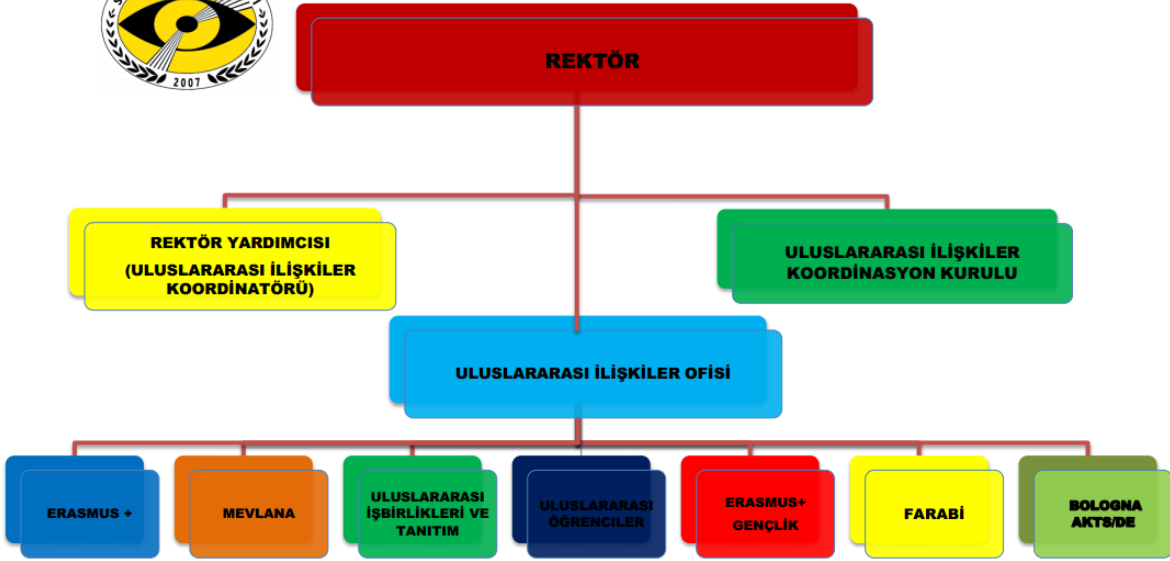 2007
REKTÖR
REKTÖR YARDIMCISI
(ULUSLARARASI İLİŞKİLER
KOORDİNATÖRÜ)
ULUSLARARASI İLİŞKİLER
KOORDİNASYON KURULU
ULUSLARARASI İLİŞKİLER OFİSİ
ERASMUS +
MEVLANA
ULUSLARARASI
İŞBİRLİKLERİ VE
TANITIM
ULUSLARARASI
ÖĞRENCİLER
ERASMUS+
GENÇLİK
FARABİ
BOLOGNA
AKTS/DE